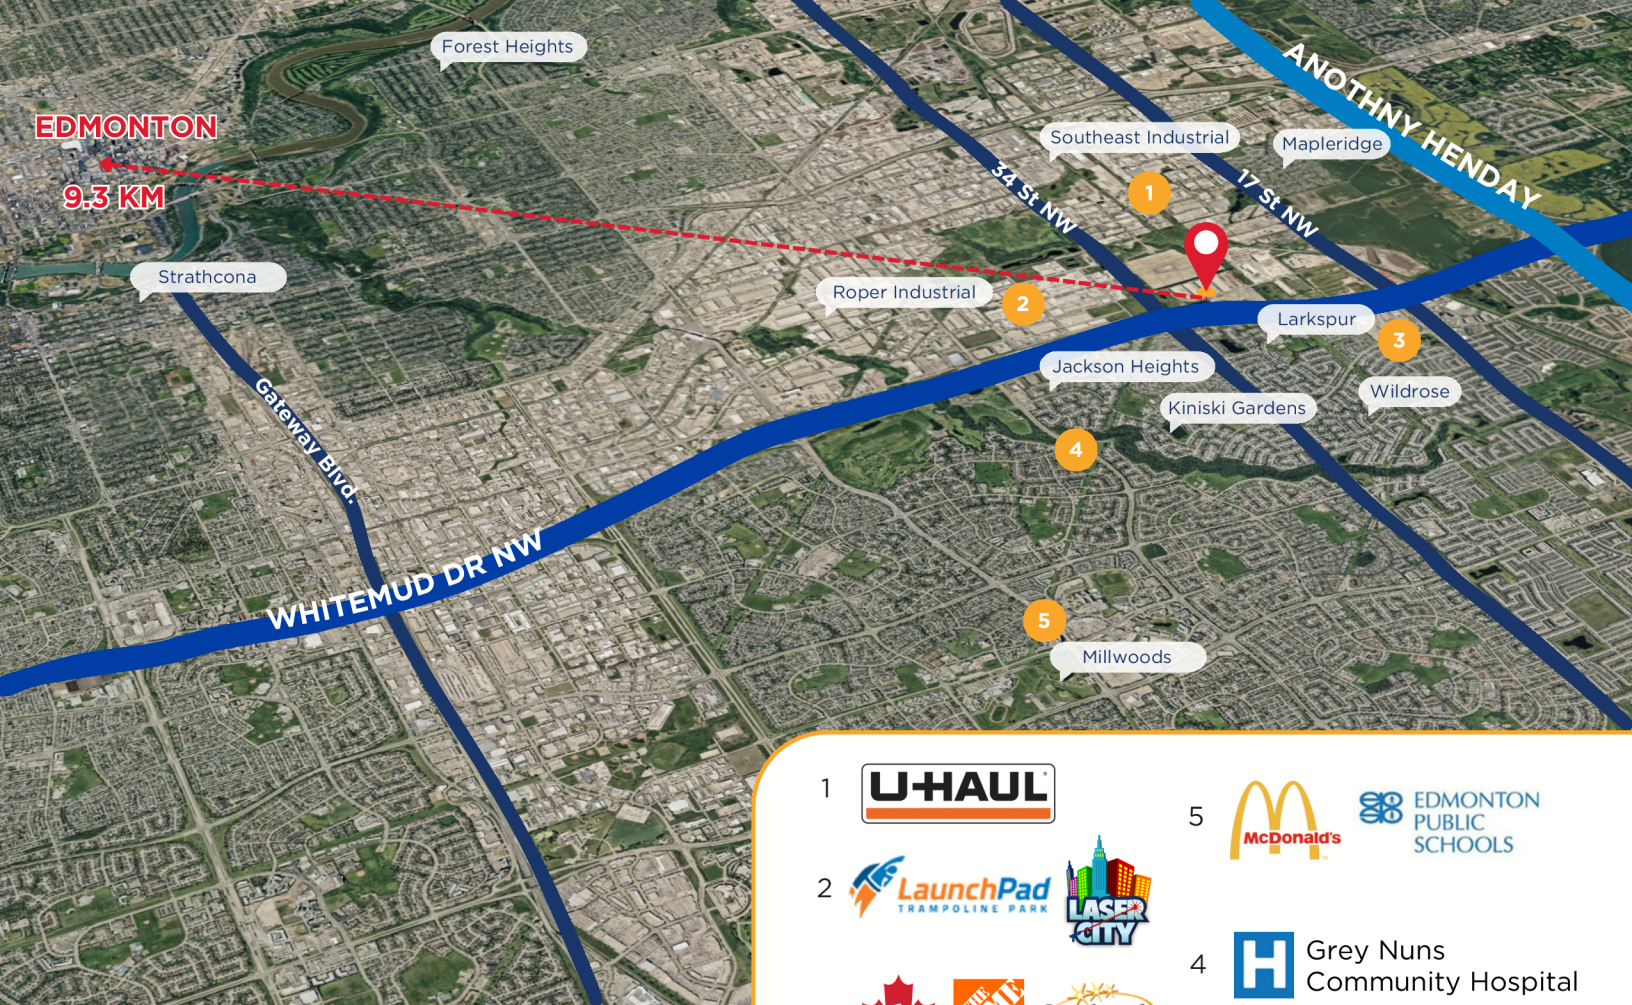 Forest Heights
EDMONTON
9.3 KM
ANOTHNY HENDAY
Southeast Industrial
Mapleridge
34 St NW
17 St NW
1
Strathcona
Roper Industrial
2
Larkspur
3
Jackson Heights
Wildrose
Kiniski Gardens
Gateway Blvd.
4
WHITEMUD DR NW
5
Millwoods
1
U-HAUL
2
LaunchPad
TRAMPOLINE PARK
LASER
CITY
THE
5
McDonald's
EDMONTON
PUBLIC
SCHOOLS
4
H
Grey Nuns
Community Hospital